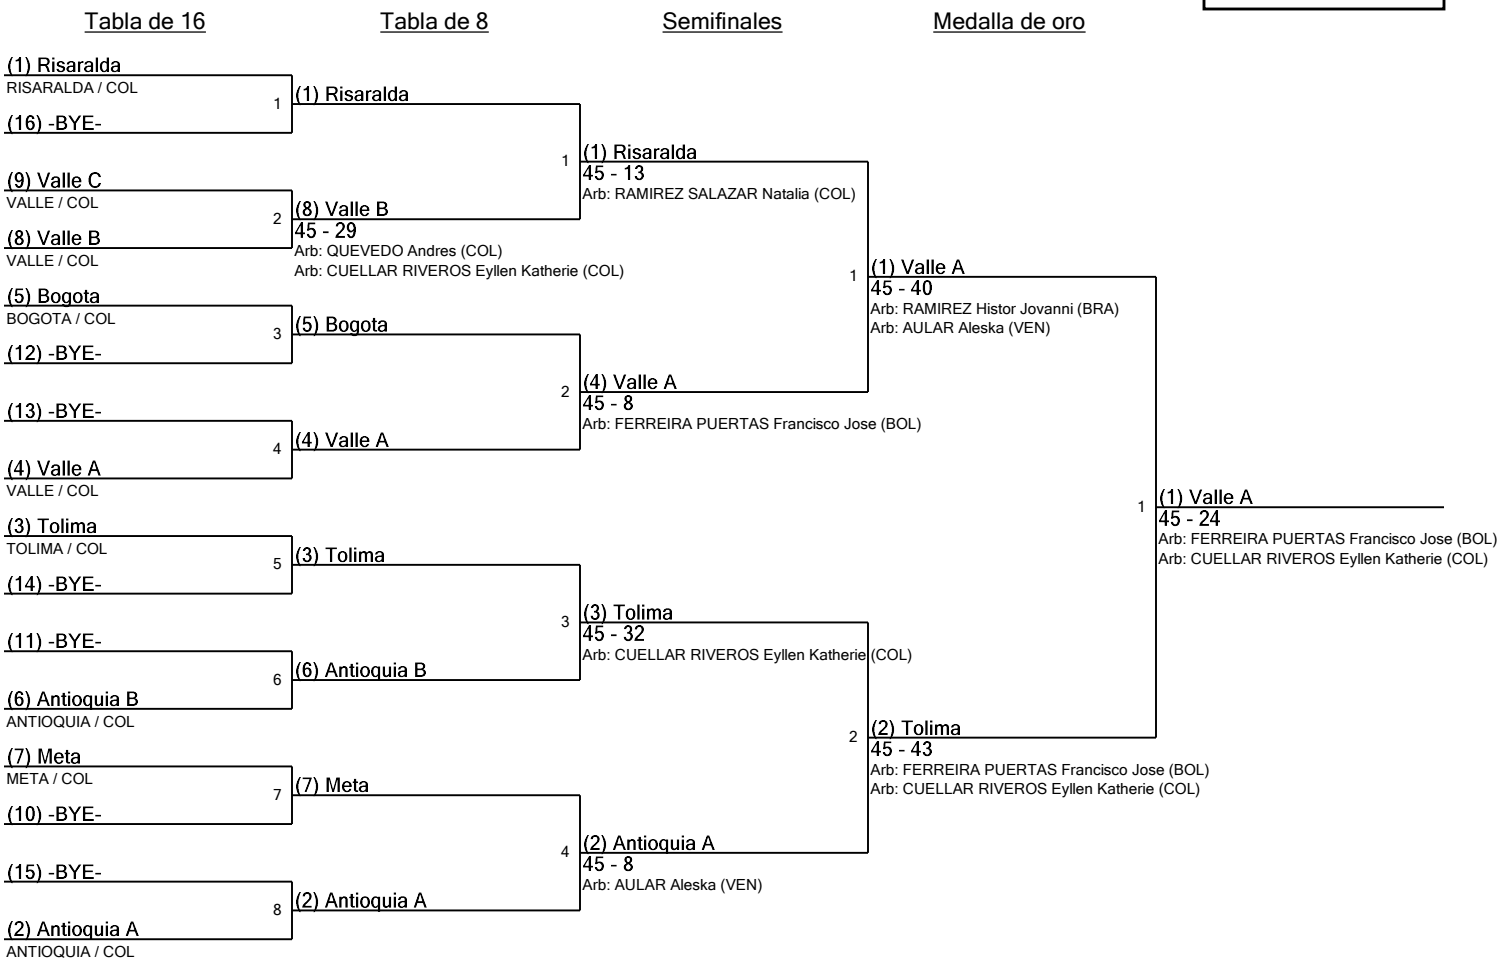 Tabla de 16
Tabla de 8
Semifinales
Medalla de oro
(1) Risaralda
RISARALDA / COL
1
(16) -BYE-
(9) Valle C
VALLE / COL
2
(8) Valle B
VALLE / COL
(5) Bogota
BOGOTA / COL
3
(12) -BYE-
(13) -BYE-
4
(4) Valle A
VALLE / COL
(3) Tolima
TOLIMA / COL
5
(14) -BYE-
(11) -BYE-
6
(6) Antioquia B
ANTIOQUIA / COL
(7) Meta
META / COL
7
(10) -BYE-
(15) -BYE-
8
(2) Antioquia A
ANTIOQUIA / COL
(1) Risaralda
1
(8) Valle B
45 - 29
Arb: QUEVEDO Andres (COL)
Arb: CUELLAR RIVEROS Eyllen Katherie (COL)
(5) Bogota
2
(4) Valle A
(3) Tolima
3
(6) Antioquia B
(7) Meta
4
(2) Antioquia A
(1) Risaralda
45 - 13
Arb: RAMIREZ SALAZAR Natalia (COL)
1
(4) Valle A
45 - 8
Arb: FERREIRA PUERTAS Francisco Jose (BOL)
(3) Tolima
45 - 32
Arb: CUELLAR RIVEROS Eyllen Katherie (COL)
2
(2) Antioquia A
45 - 8
Arb: AULAR Aleska (VEN)
(1) Valle A
45 - 40
Arb: RAMIREZ Histor Jovanni (BRA)
Arb: AULAR Aleska (VEN)
1
(2) Tolima
45 - 43
Arb: FERREIRA PUERTAS Francisco Jose (BOL)
Arb: CUELLAR RIVEROS Eyllen Katherie (COL)
(1) Valle A
45 - 24
Arb: FERREIRA PUERTAS Francisco Jose (BOL)
Arb: CUELLAR RIVEROS Eyllen Katherie (COL)